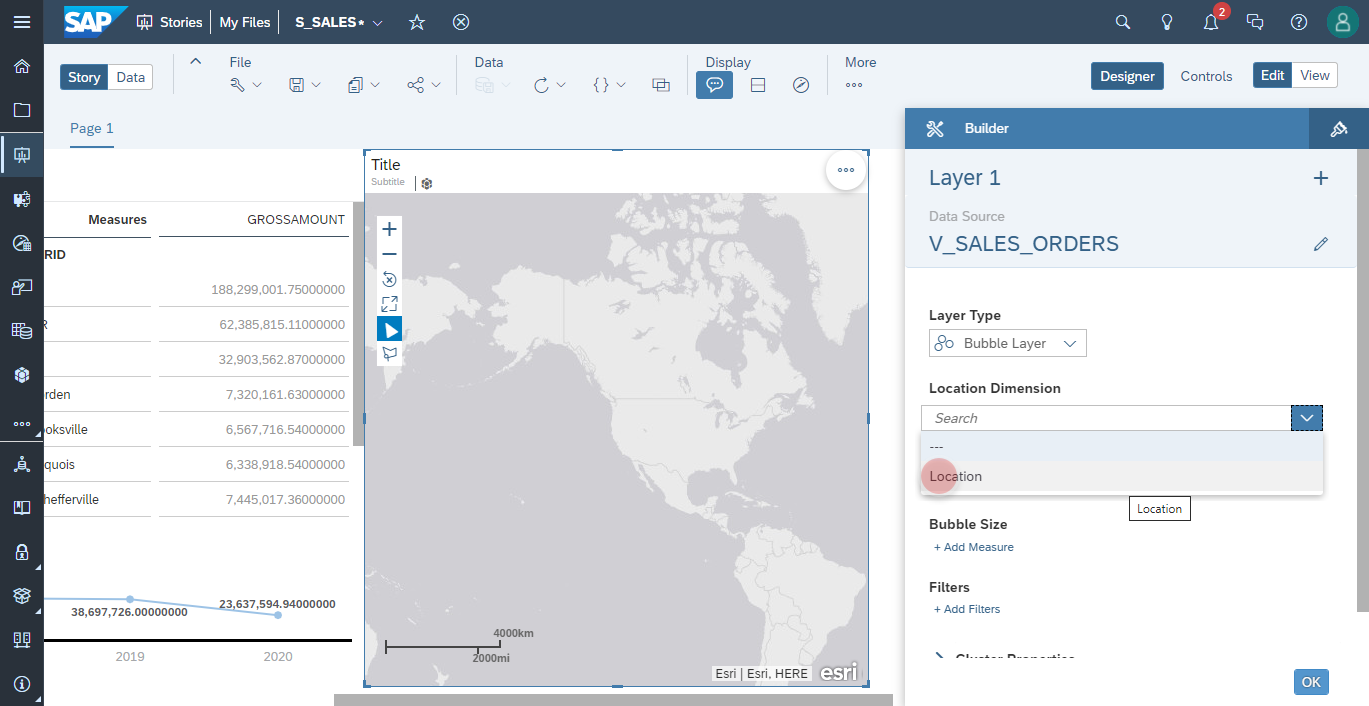 SAP Stories My Files S_SALES* 2
Story Data File Data Display More Designer Controls Edit View
Page 1
Builder
Layer 1
Data Source
V_SALES_ORDERS
Layer Type
Bubble Layer
Location Dimension
Search
---
Location
Location
Bubble Size
+ Add Measure
Filters
+ Add Filters
OK
Title
Subtitle
4000km
2000mi
Esri | Esri, HERE esri
Measures GROSSAMOUNT
RID
188,299,001.75000000
R 62,385,815.11000000
32,903,562.87000000
rden 7,320,161.63000000
oksville 6,567,716.54000000
quois 6,338,918.54000000
hefferville 7,445,017.36000000
38,697,726.00000000 23,637,594.94000000
2019 2020